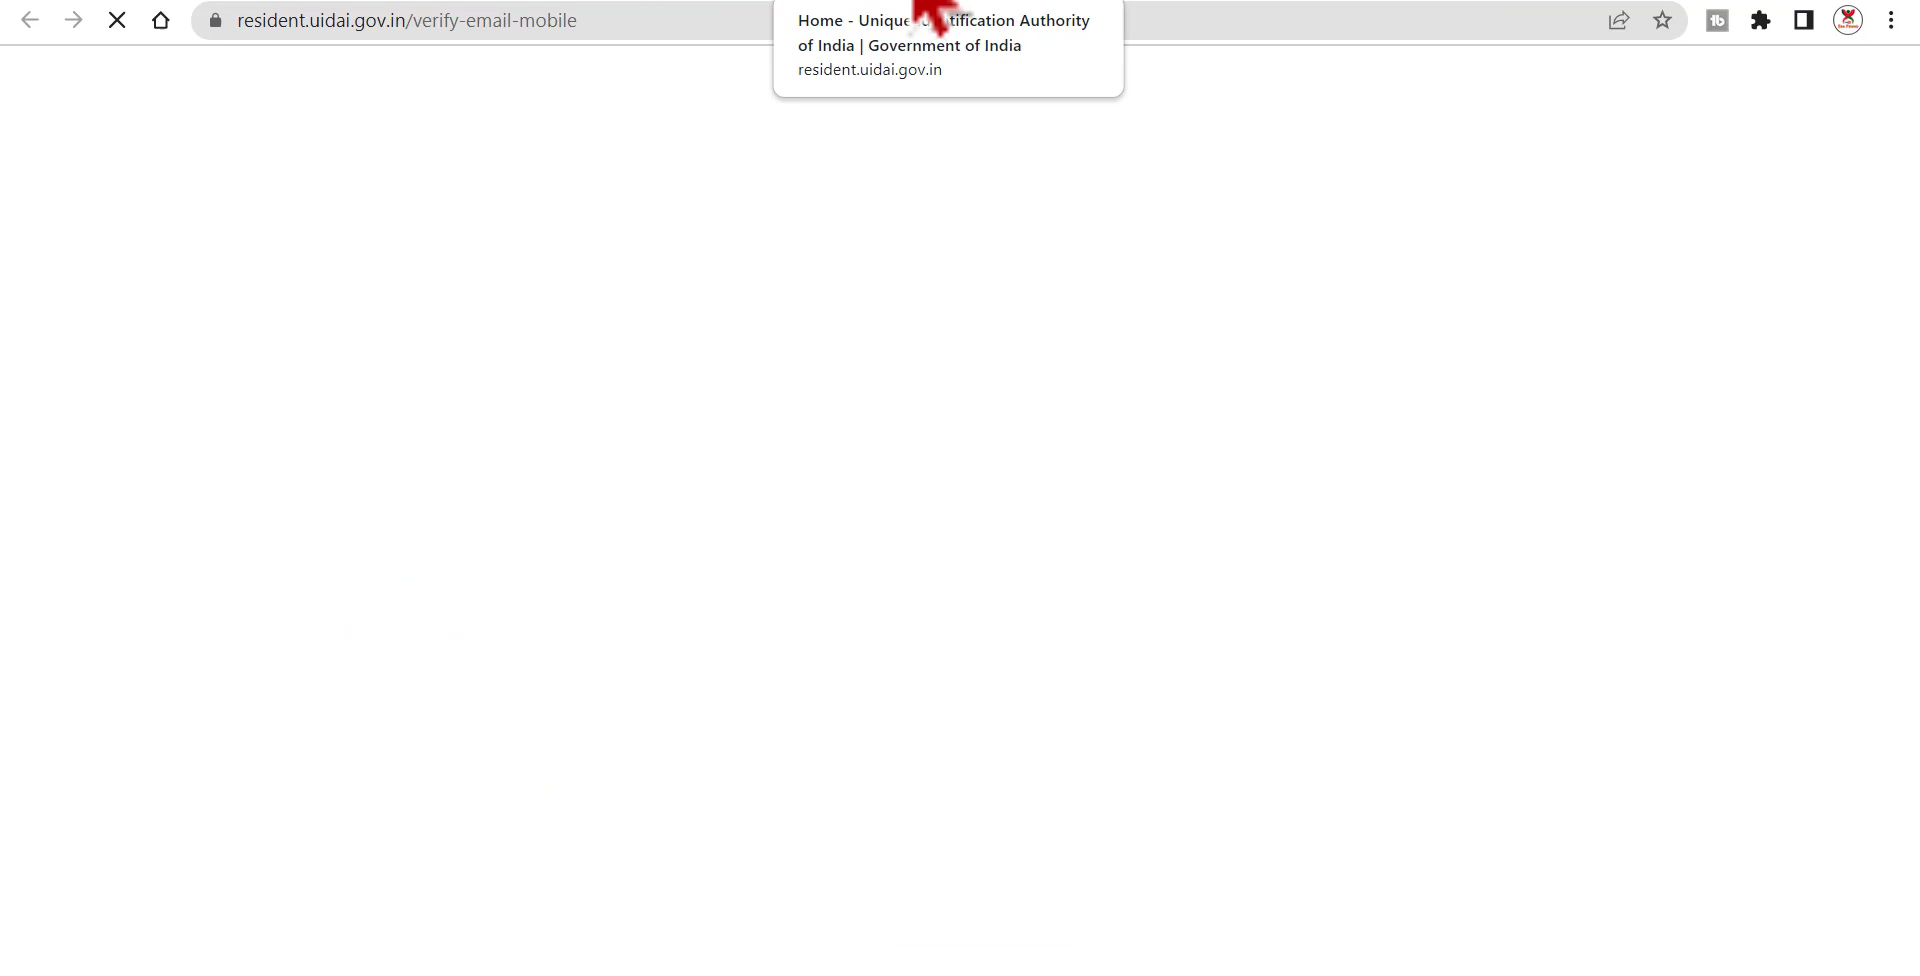 resident.uidai.gov.in/verify-email-mobile
Home - Unique Identification Authority
of India | Government of India
resident.uidai.gov.in